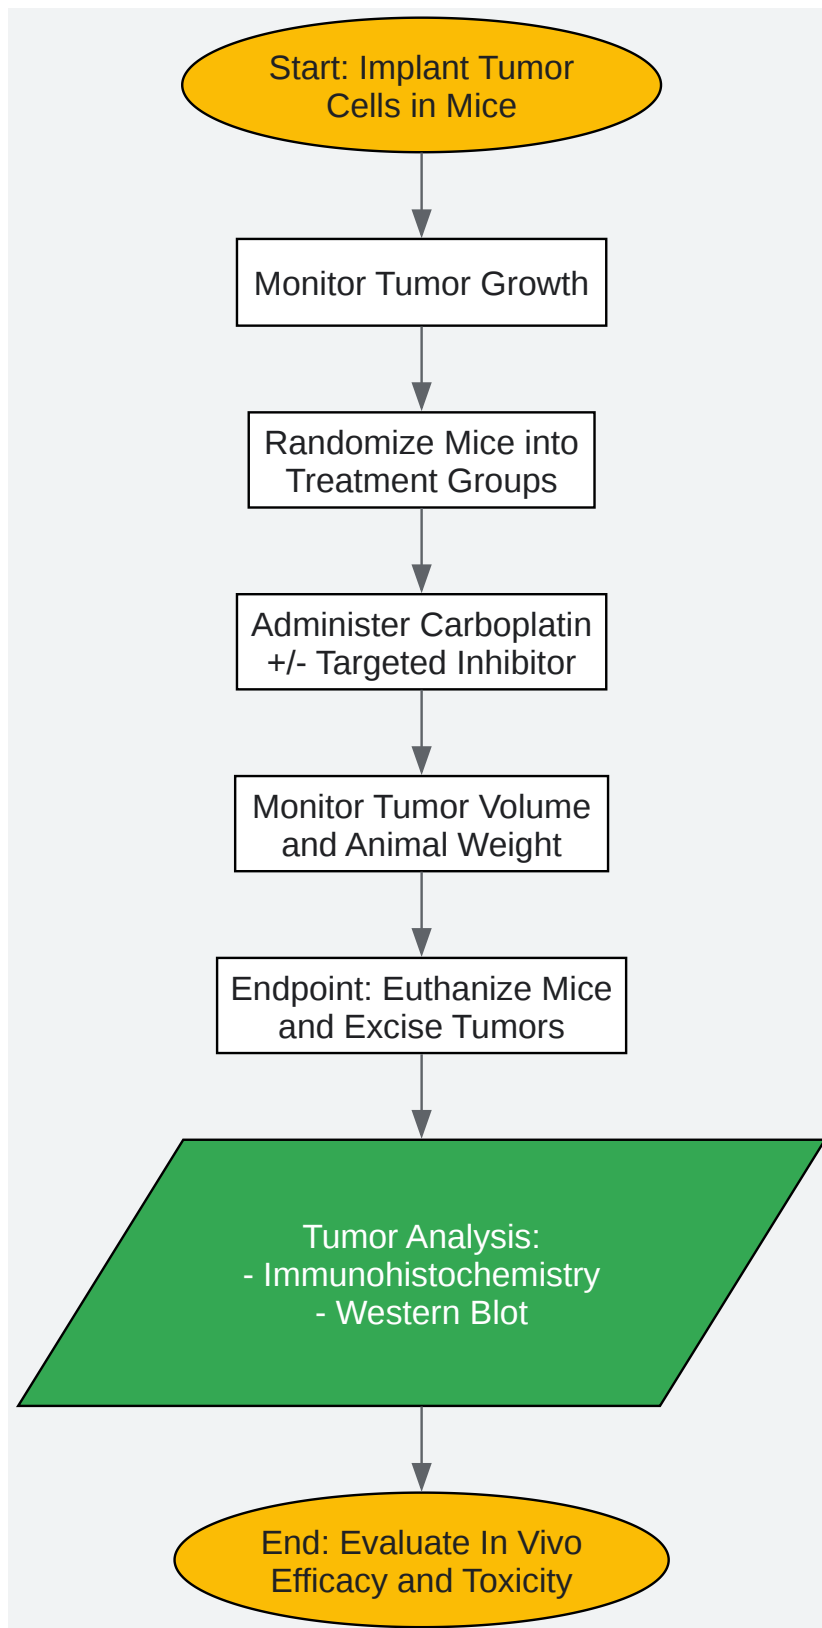 Start: Implant Tumor
Cells in Mice
Monitor Tumor Growth
Randomize Mice into
Treatment Groups
Administer Carboplatin
+/- Targeted Inhibitor
Monitor Tumor Volume
and Animal Weight
Endpoint: Euthanize Mice
and Excise Tumors
Tumor Analysis:
- Immunohistochemistry
- Western Blot
End: Evaluate In Vivo
Efficacy and Toxicity